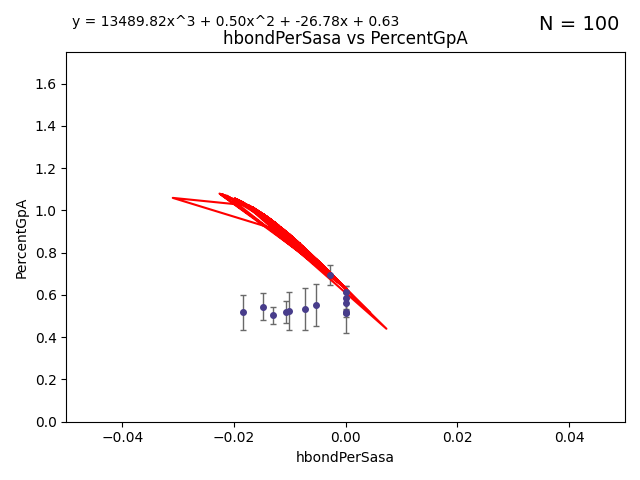 y = 13489.82x^3 + 0.50x^2 + -26.78x + 0.63
N = 100
hbondPerSasa vs PercentGpA
PercentGpA
1.6
1.4
1.2
1.0
0.8
0.6
0.4
0.2
0.0
−0.04 −0.02 0.00 0.02 0.04
hbondPerSasa